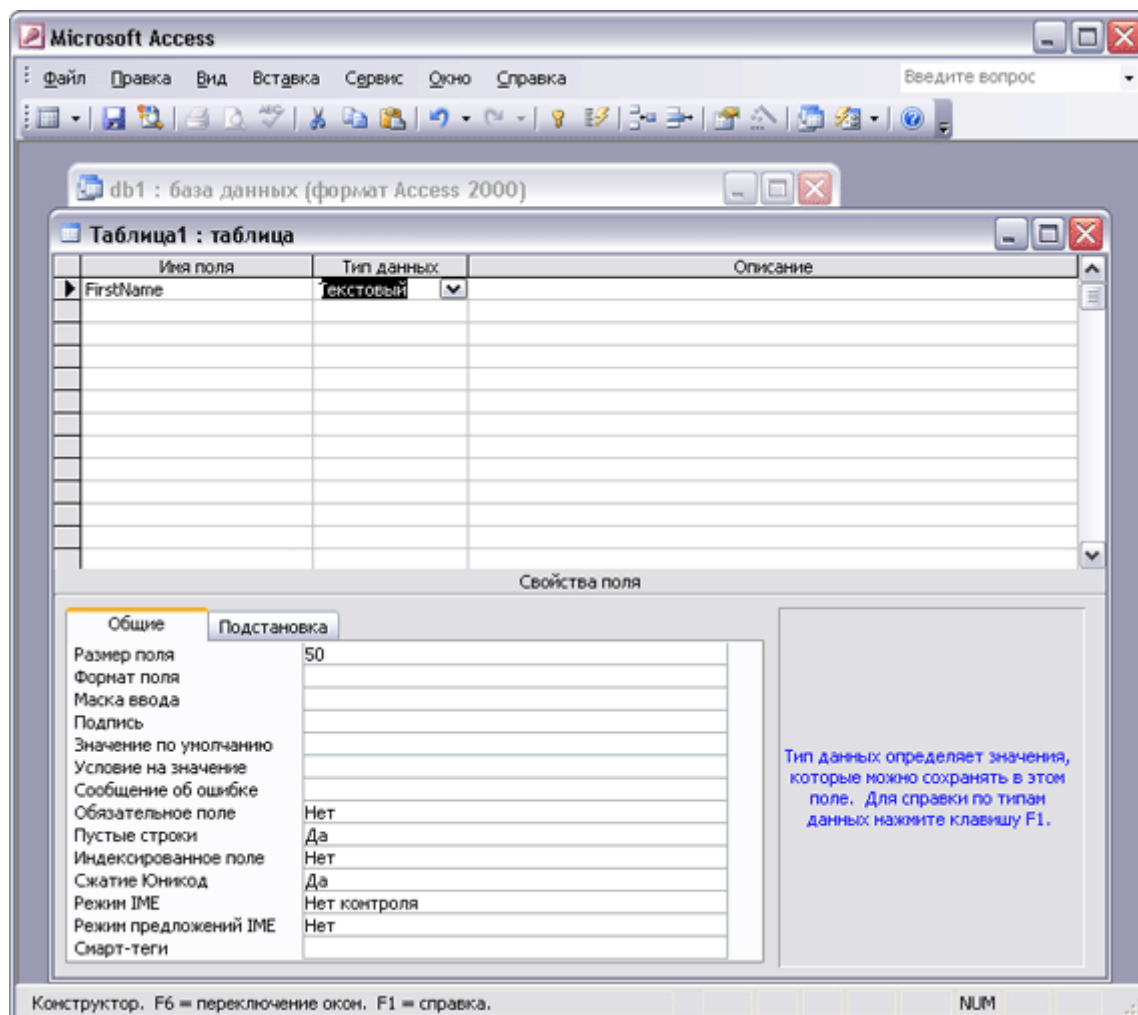 Microsoft Access
Файл Правка Вид Вставка Сервис Окно Справка Введите вопрос
db1 : база данных (формат Access 2000)
Таблица1 : таблица
Имя поля Тип данных Описание
FirstName Текстовый
Свойства поля
Общие Подстановка
Размер поля 50
Формат поля
Маска ввода
Подпись
Значение по умолчанию
Условие на значение
Сообщение об ошибке
Обязательное поле Нет
Пустые строки Да
Индексированное поле Нет
Сжатие Юникод Да
Режим IME Нет контроля
Режим предложений IME Нет
Смарт-теги
Тип данных определяет значения,
которые можно сохранять в этом
поле. Для справки по типам
данных нажмите клавишу F1.
Конструктор. F6 = переключение окон. F1 = справка. NUM